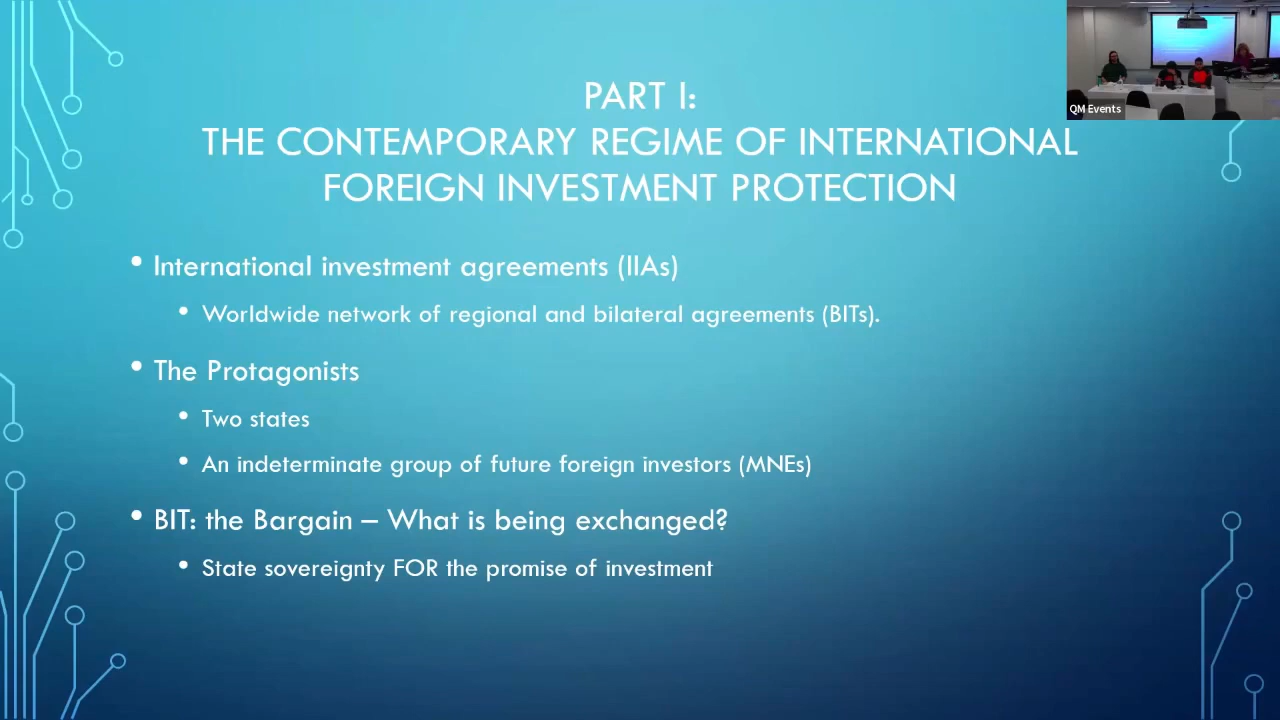 PART I:
THE CONTEMPORARY REGIME OF INTERNATIONAL
FOREIGN INVESTMENT PROTECTION
QM Events
• International investment agreements (IIAs)
• Worldwide network of regional and bilateral agreements (BITs).
• The Protagonists
• Two states
• An indeterminate group of future foreign investors (MNEs)
• BIT: the Bargain – What is being exchanged?
• State sovereignty FOR the promise of investment